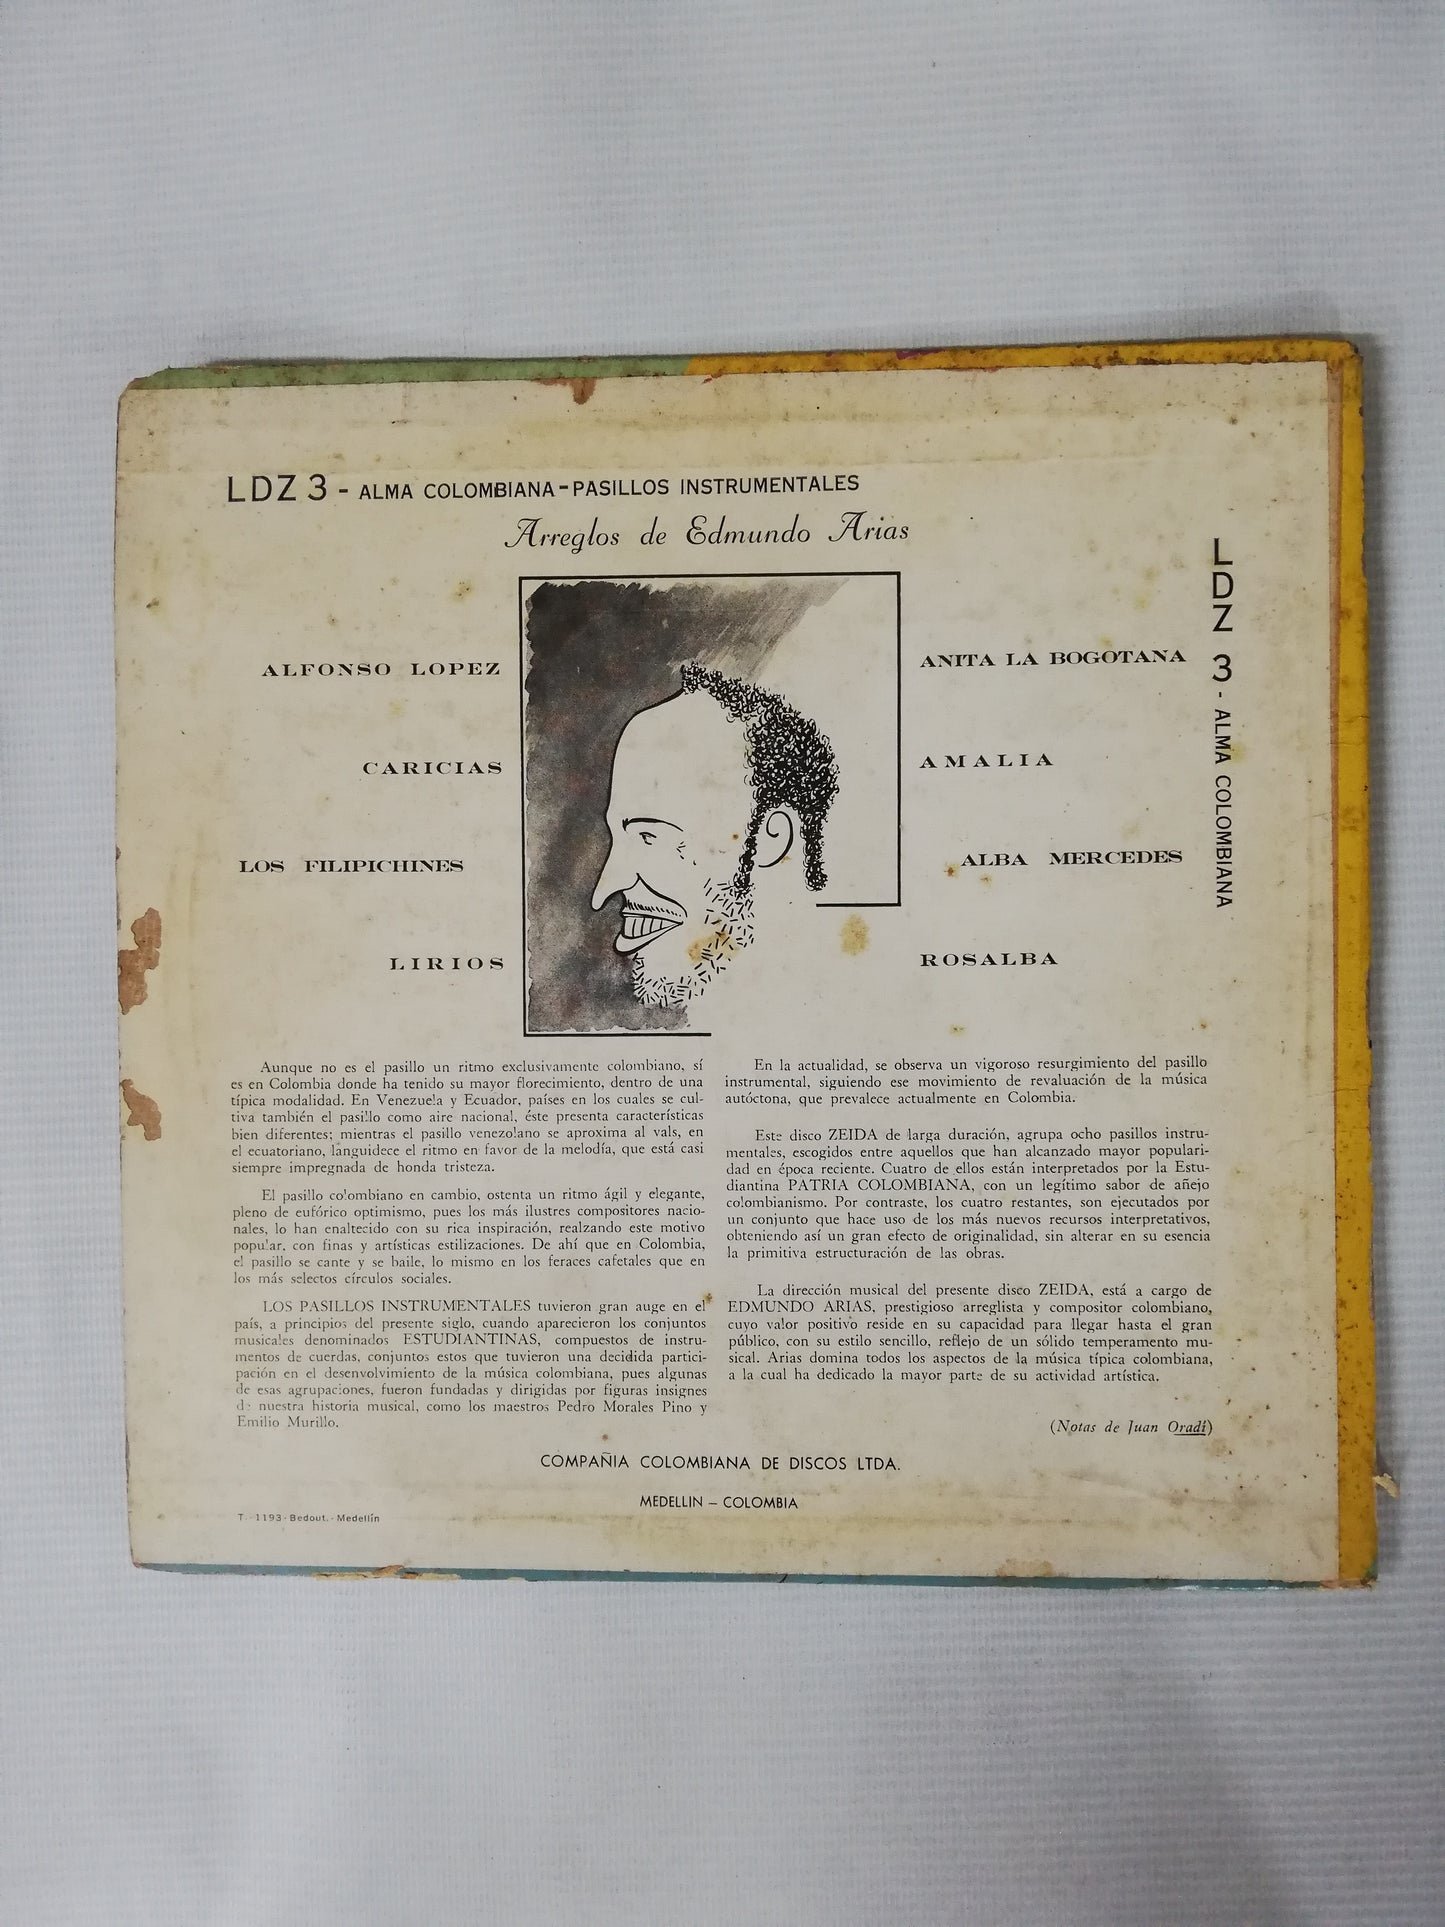 LDZ 3 - ALMA COLOMBIANA - PASILLOS INSTRUMENTALES
Arreglos de Edmundo Arias
ALFONSO LOPEZ
CARICIAS
LOS FILIPICHINES
LIRIOS
ANITA LA BOGOTANA
AMALIA
ALBA MERCEDES
ROSALBA
LDZ 3 - ALMA COLOMBIANA
Aunque no es el pasillo un ritmo exclusivamente colombiano, sí
es en Colombia donde ha tenido su mayor florecimiento, dentro de una
típica modalidad. En Venezuela y Ecuador, países en los cuales se cul-
tiva también el pasillo como aire nacional, éste presenta características
bien diferentes; mientras el pasillo venezolano se aproxima al vals, en
el ecuatoriano, languidece el ritmo en favor de la melodía, que está casi
siempre impregnada de honda tristeza.
El pasillo colombiano en cambio, ostenta un ritmo ágil y elegante,
pleno de eufórico optimismo, pues los más ilustres compositores nacio-
nales, lo han enaltecido con su rica inspiración, realzando este motivo
popular, con finas y artísticas estilizaciones. De ahí que en Colombia,
el pasillo se cante y se baile, lo mismo en los feraces cafetales que en
los más selectos círculos sociales.
LOS PASILLOS INSTRUMENTALES tuvieron gran auge en el
país, a principios del presente siglo, cuando aparecieron los conjuntos
musicales denominados ESTUDIANTINAS, compuestos de instru-
mentos de cuerdas, conjuntos estos que tuvieron una decidida partici-
pación en el desenvolvimiento de la música colombiana, pues algunas
de esas agrupaciones, fueron fundadas y dirigidas por figuras insignes
de nuestra historia musical, como los maestros Pedro Morales Pino y
Emilio Murillo.
En la actualidad, se observa un vigoroso resurgimiento del pasillo
instrumental, siguiendo ese movimiento de revaluación de la música
autóctona, que prevalece actualmente en Colombia.
Este disco ZEIDA de larga duración, agrupa ocho pasillos instru-
mentales, escogidos entre aquellos que han alcanzado mayor populari-
dad en época reciente. Cuatro de ellos están interpretados por la Estu-
diantina PATRIA COLOMBIANA, con un legítimo sabor de añejo
colombianismo. Por contraste, los cuatro restantes, son ejecutados por
un conjunto que hace uso de los más nuevos recursos interpretativos,
obteniendo así un gran efecto de originalidad, sin alterar en su esencia
la primitiva estructuración de las obras.
La dirección musical del presente disco ZEIDA, está a cargo de
EDMUNDO ARIAS, prestigioso arreglista y compositor colombiano,
cuyo valor positivo reside en su capacidad para llegar hasta el gran
público, con su estilo sencillo, reflejo de un sólido temperamento mu-
sical. Arias domina todos los aspectos de la música típica colombiana,
a la cual ha dedicado la mayor parte de su actividad artística.
(Notas de Juan Oradí)
COMPAÑIA COLOMBIANA DE DISCOS LTDA.
MEDELLIN – COLOMBIA
T. - 1193 - Bedout. - Medellín